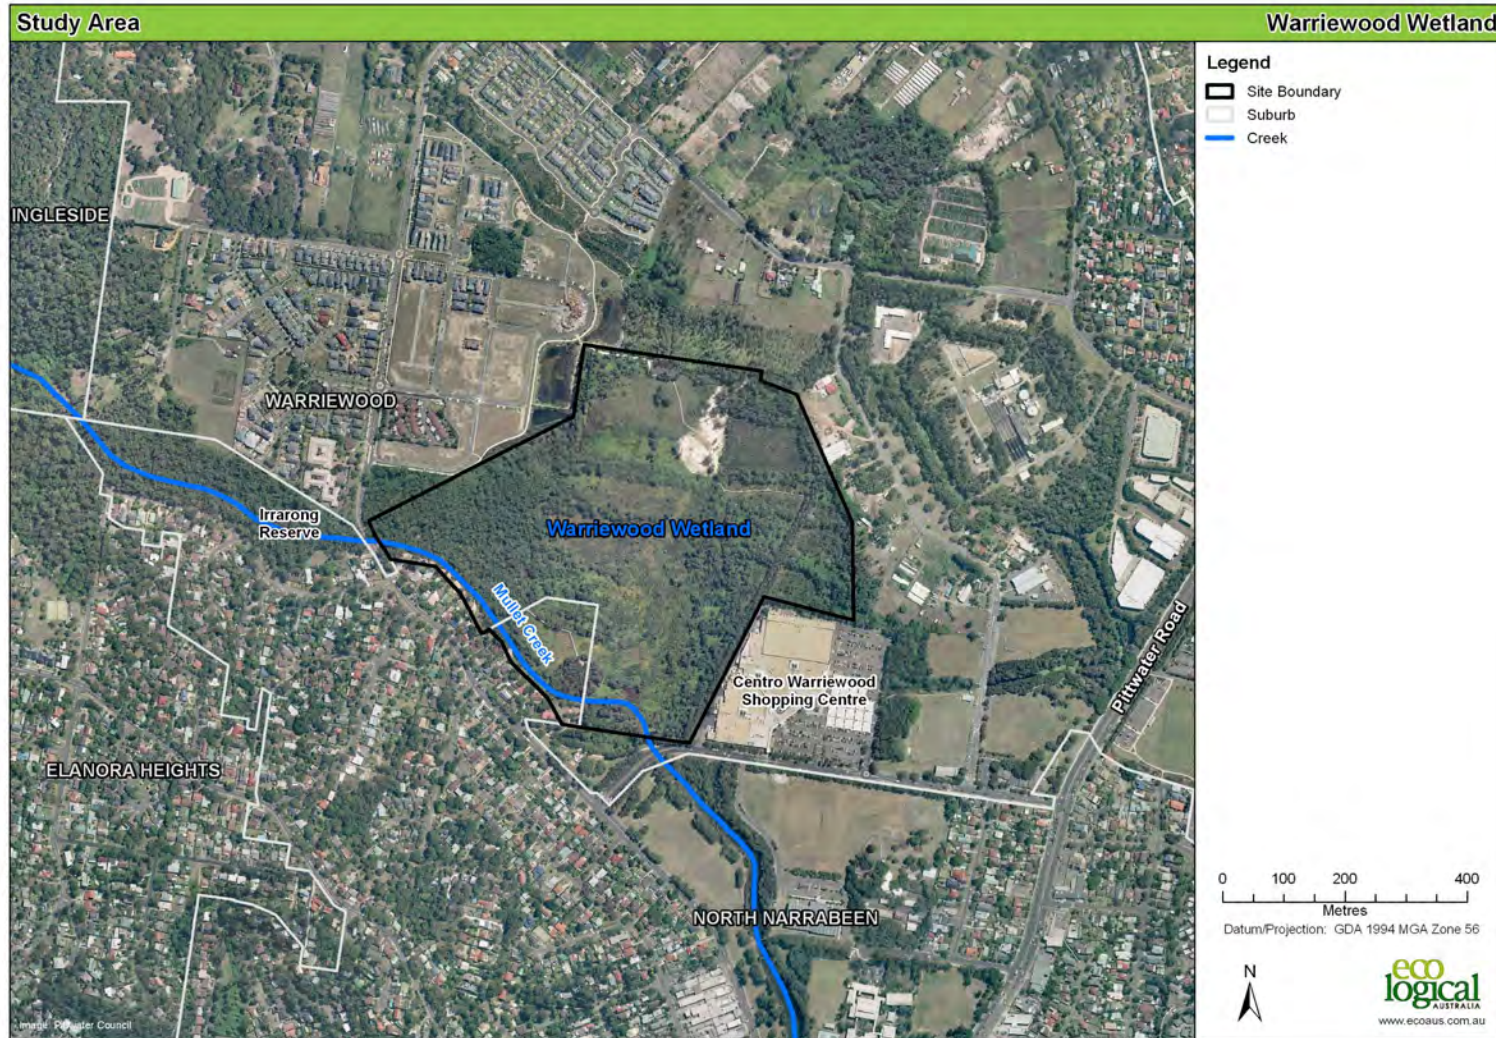 Study Area
Warriewood Wetland
Legend
Site Boundary
Suburb
Creek
INGLESIDE
WARRIEWOOD
Irrarong
Reserve
Warriewood Wetland
Mullet Creek
Centro Warriewood
Shopping Centre
Pittwater Road
ELANORA HEIGHTS
NORTH NARRABEEN
0 100 200 400
Metres
Datum/Projection: GDA 1994 MGA Zone 56
N
eco
logical
AUSTRALIA
www.ecoaus.com.au
Image: Pittwater Council